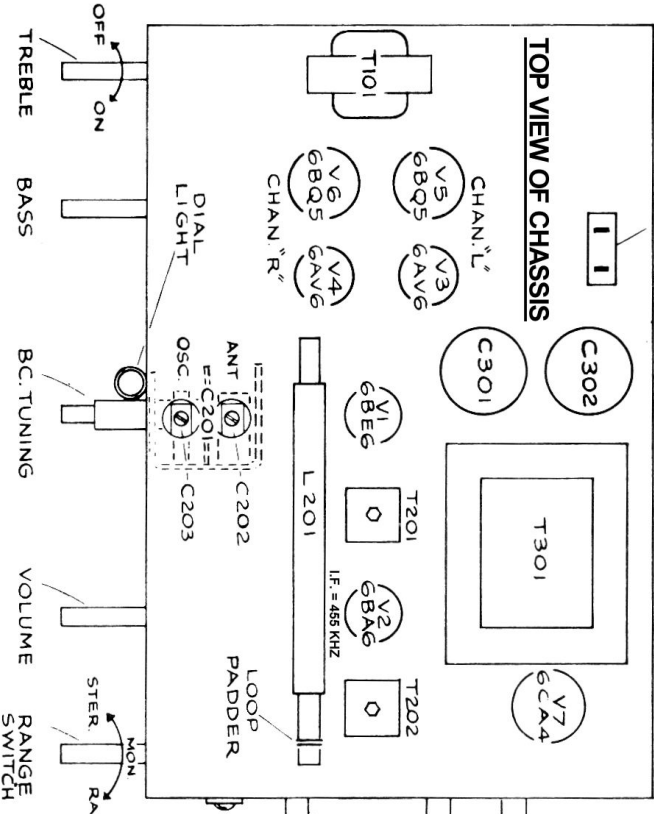 TOP VIEW OF CHASSIS
T101
CHAN. "L"
V5
6BQ5
V3
6AV6
V6
6BQ5
V4
6AV6
CHAN. "R"
C302
C301
T301
V7
6CA4
V1
6BE6
T201
V2
6BA6
T202
I.F. = 455 KHZ
L201
LOOP
PADDER
DIAL
LIGHT
ANT
OSC.
C201
C202
C203
OFF
ON
TREBLE
BASS
BC. TUNING
VOLUME
STER.
MON
RA
RANGE
SWITCH